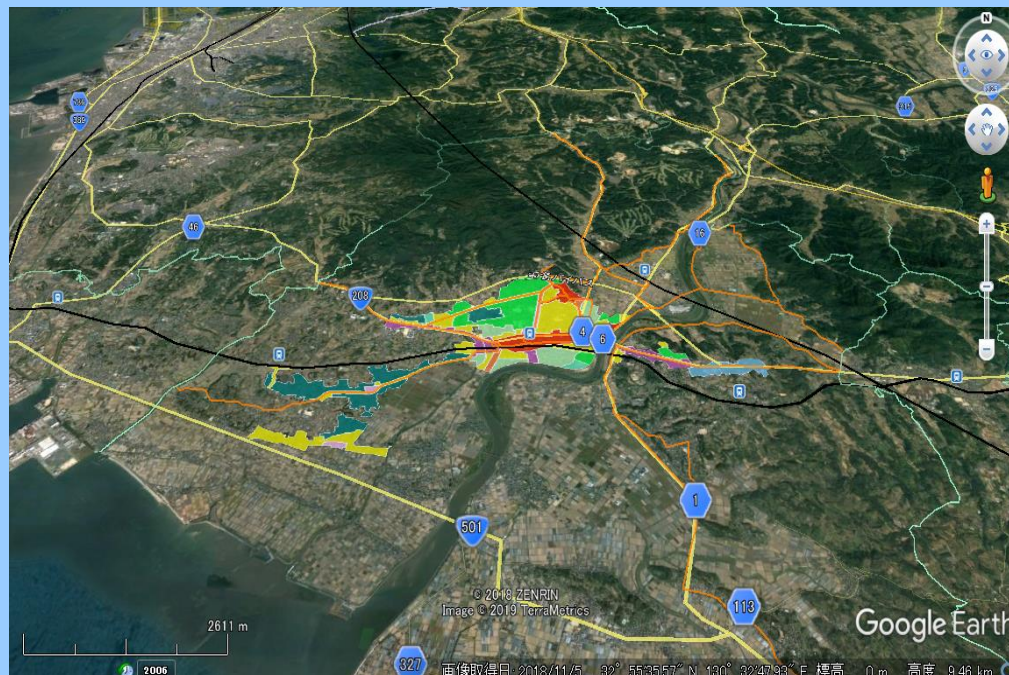 N
46
16
208
4
6
1
501
113
327
© 2018 ZENRIN
Image © 2019 TerraMetrics
Google Earth
2611 m
2006
画像取得日: 2018/11/5 32°55'35.57" N 130°32'47.93" E 標高 0 m 高度 9.46 km